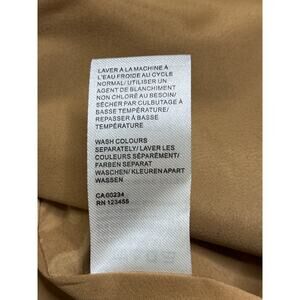 LAVER A LA MACHINE A
L'EAU FROIDE AU CYCLE
NORMAL/ UTILISER UN
AGENT DE BLANCHIMENT
NON CHLORÉ AU BESOIN/
SÉCHER PAR CULBUTAGE À
BASSE TEMPÉRATURE/
REPASSER À BASSE
TEMPÉRATURE
WASH COLOURS
SEPARATELY/ LAVER LES
COULEURS SÉPARÉMENT/
FARBEN SEPARAT
WASCHEN/ KLEUREN APART
WASSEN
CA 00234
RN 123455